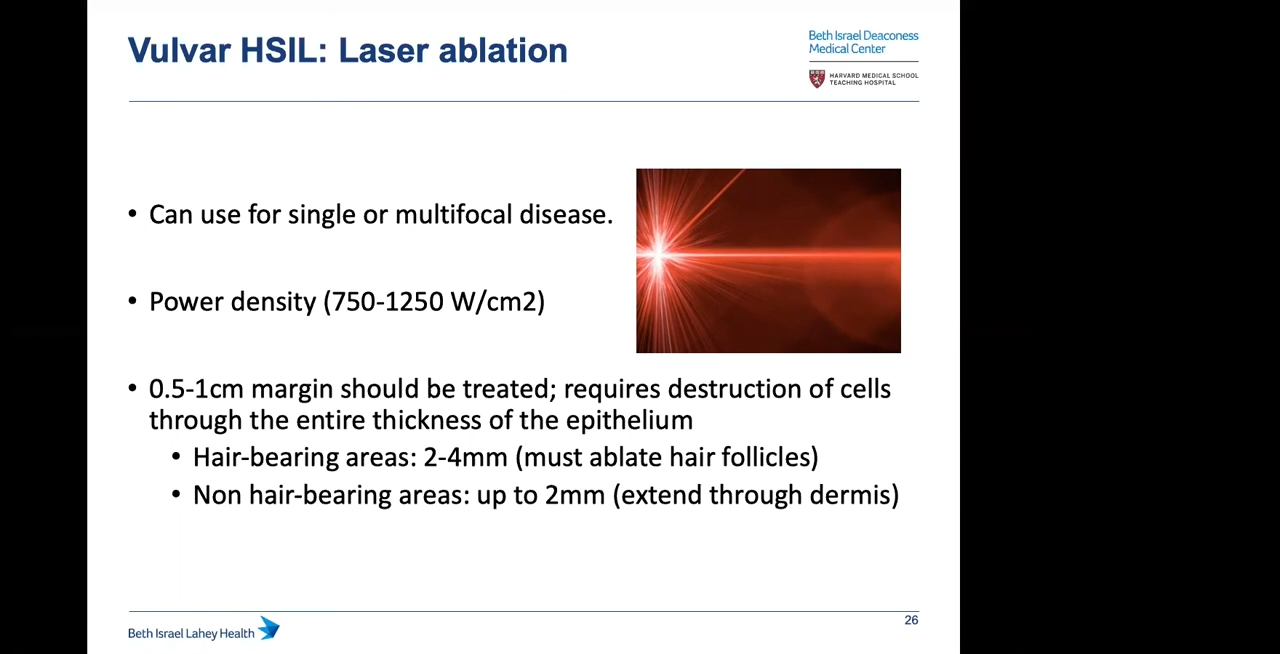 Vulvar HSIL: Laser ablation
Beth Israel Deaconess
Medical Center
HARVARD MEDICAL SCHOOL
TEACHING HOSPITAL
• Can use for single or multifocal disease.
• Power density (750-1250 W/cm2)
• 0.5-1cm margin should be treated; requires destruction of cells
through the entire thickness of the epithelium
• Hair-bearing areas: 2-4mm (must ablate hair follicles)
• Non hair-bearing areas: up to 2mm (extend through dermis)
Beth Israel Lahey Health
26